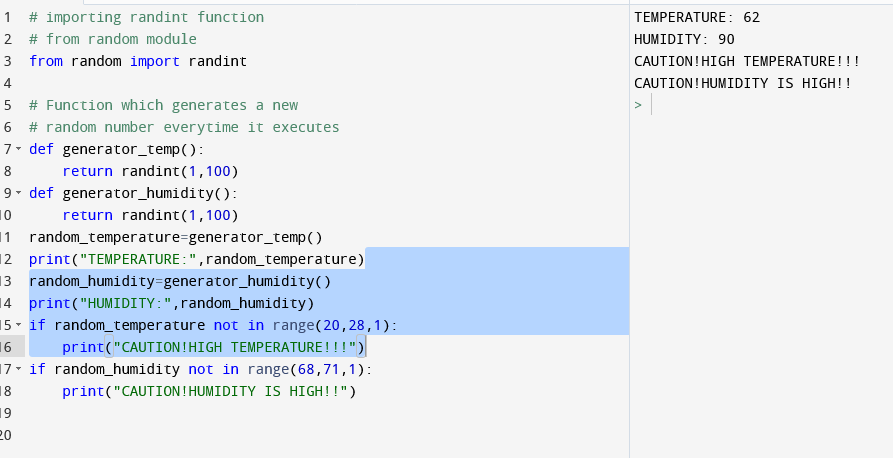 1 # importing randint function
2 # from random module
3 from random import randint
4
5 # Function which generates a new
6 # random number everytime it executes
7 def generator_temp():
8     return randint(1,100)
9 def generator_humidity():
10     return randint(1,100)
11 random_temperature=generator_temp()
12 print("TEMPERATURE:",random_temperature)
13 random_humidity=generator_humidity()
14 print("HUMIDITY:",random_humidity)
15 if random_temperature not in range(20,28,1):
16     print("CAUTION!HIGH TEMPERATURE!!!")
17 if random_humidity not in range(68,71,1):
18     print("CAUTION!HUMIDITY IS HIGH!!")
19
20
TEMPERATURE: 62
HUMIDITY: 90
CAUTION!HIGH TEMPERATURE!!!
CAUTION!HUMIDITY IS HIGH!!
>